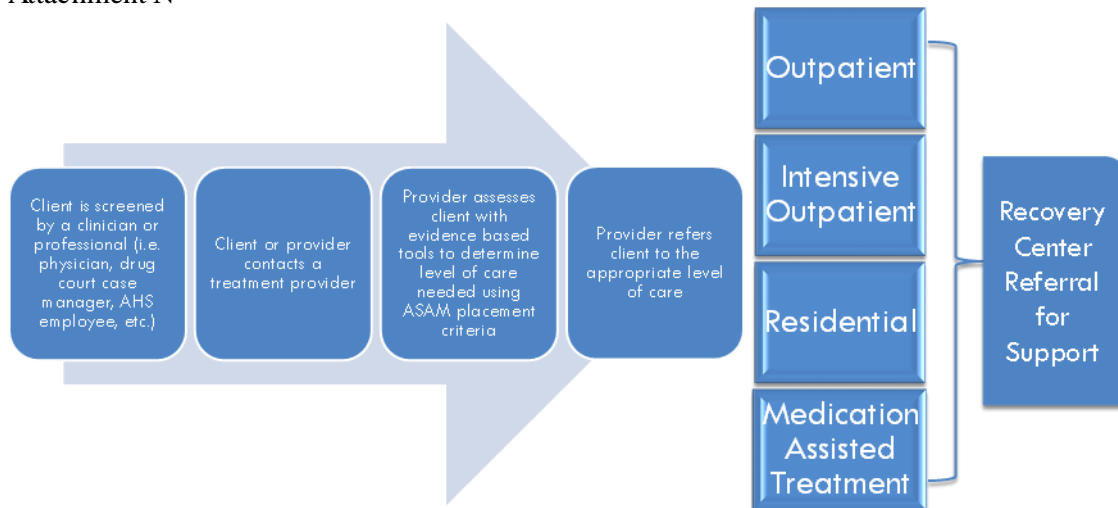 Attachment N
Client is screened
by a clinician or
professional (i.e.
physician, drug
court case
manager, AHS
employee, etc.)
Client or provider
contacts a
treatment provider
Provider assesses
client with
evidence based
tools to determine
level of care
needed using
ASAM placement
criteria
Provider refers
client to the
appropriate level
of care
Outpatient
Intensive
Outpatient
Residential
Medication
Assisted
Treatment
Recovery
Center
Referral
for
Support